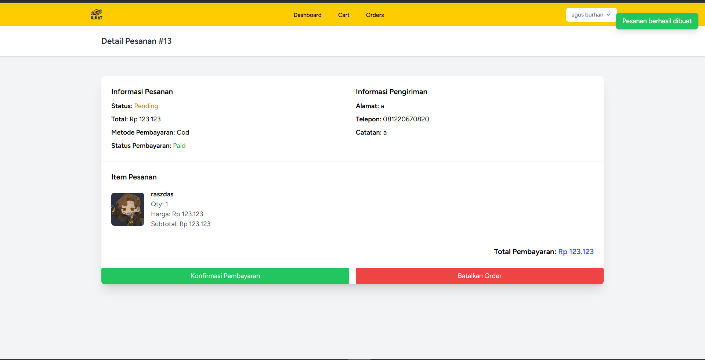 Dashboard Cart Orders agus burhan
Pesanan berhasil dibuat
Detail Pesanan #13
Informasi Pesanan
Status: Pending
Total: Rp 123.123
Metode Pembayaran: Cod
Status Pembayaran: Paid
Informasi Pengiriman
Alamat: a
Telepon: 081220670820
Catatan: a
Item Pesanan
raszdas
Qty: 1
Harga: Rp 123.123
Subtotal: Rp 123.123
Total Pembayaran: Rp 123.123
Konfirmasi Pembayaran
Batalkan Order